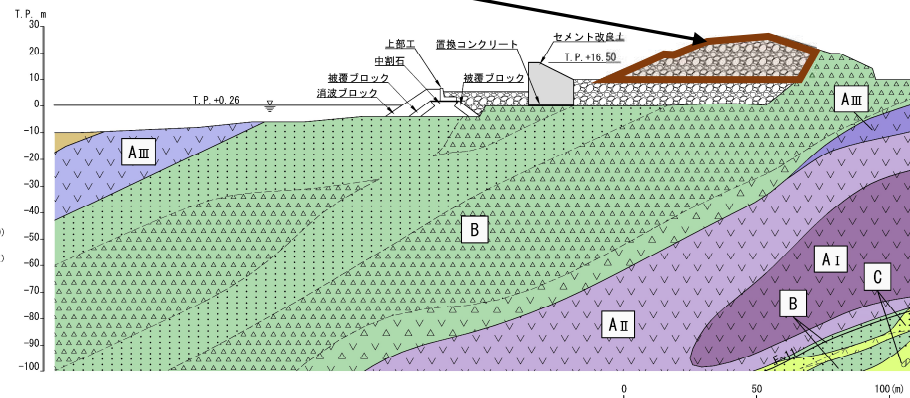 T.P. m
30
20
10
0
-10
-20
-30
-40
-50
-60
-70
-80
-90
-100
上部工
置換コンクリート
セメント改良土
中割石
T.P.+16.50
被覆ブロック
被覆ブロック
消波ブロック
T.P.+0.26
AⅢ
AⅢ
B
AⅠ
C
B
AⅡ
0
50
100(m)